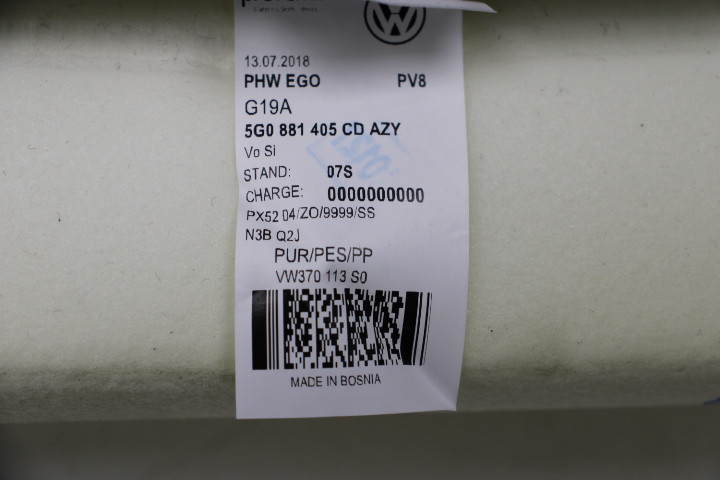 13.07.2018
PHW EGO PV8
G19A
5G0 881 405 CD AZY
Vo Si
STAND: 07S
CHARGE: 0000000000
PX52 04/ZO/9999/SS
N3B Q2J
PUR/PES/PP
VW370 113 S0
MADE IN BOSNIA